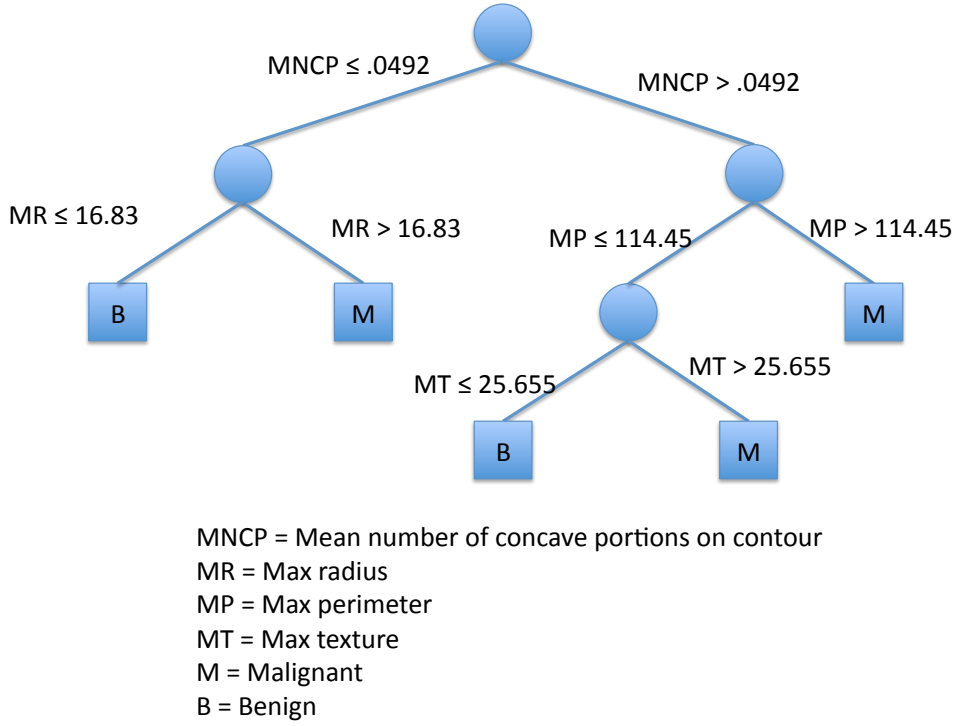 MNCP ≤ .0492
MNCP > .0492
MR ≤ 16.83
MR > 16.83
MP ≤ 114.45
MP > 114.45
B
M
M
MT ≤ 25.655
MT > 25.655
B
M
MNCP = Mean number of concave portions on contour
MR = Max radius
MP = Max perimeter
MT = Max texture
M = Malignant
B = Benign